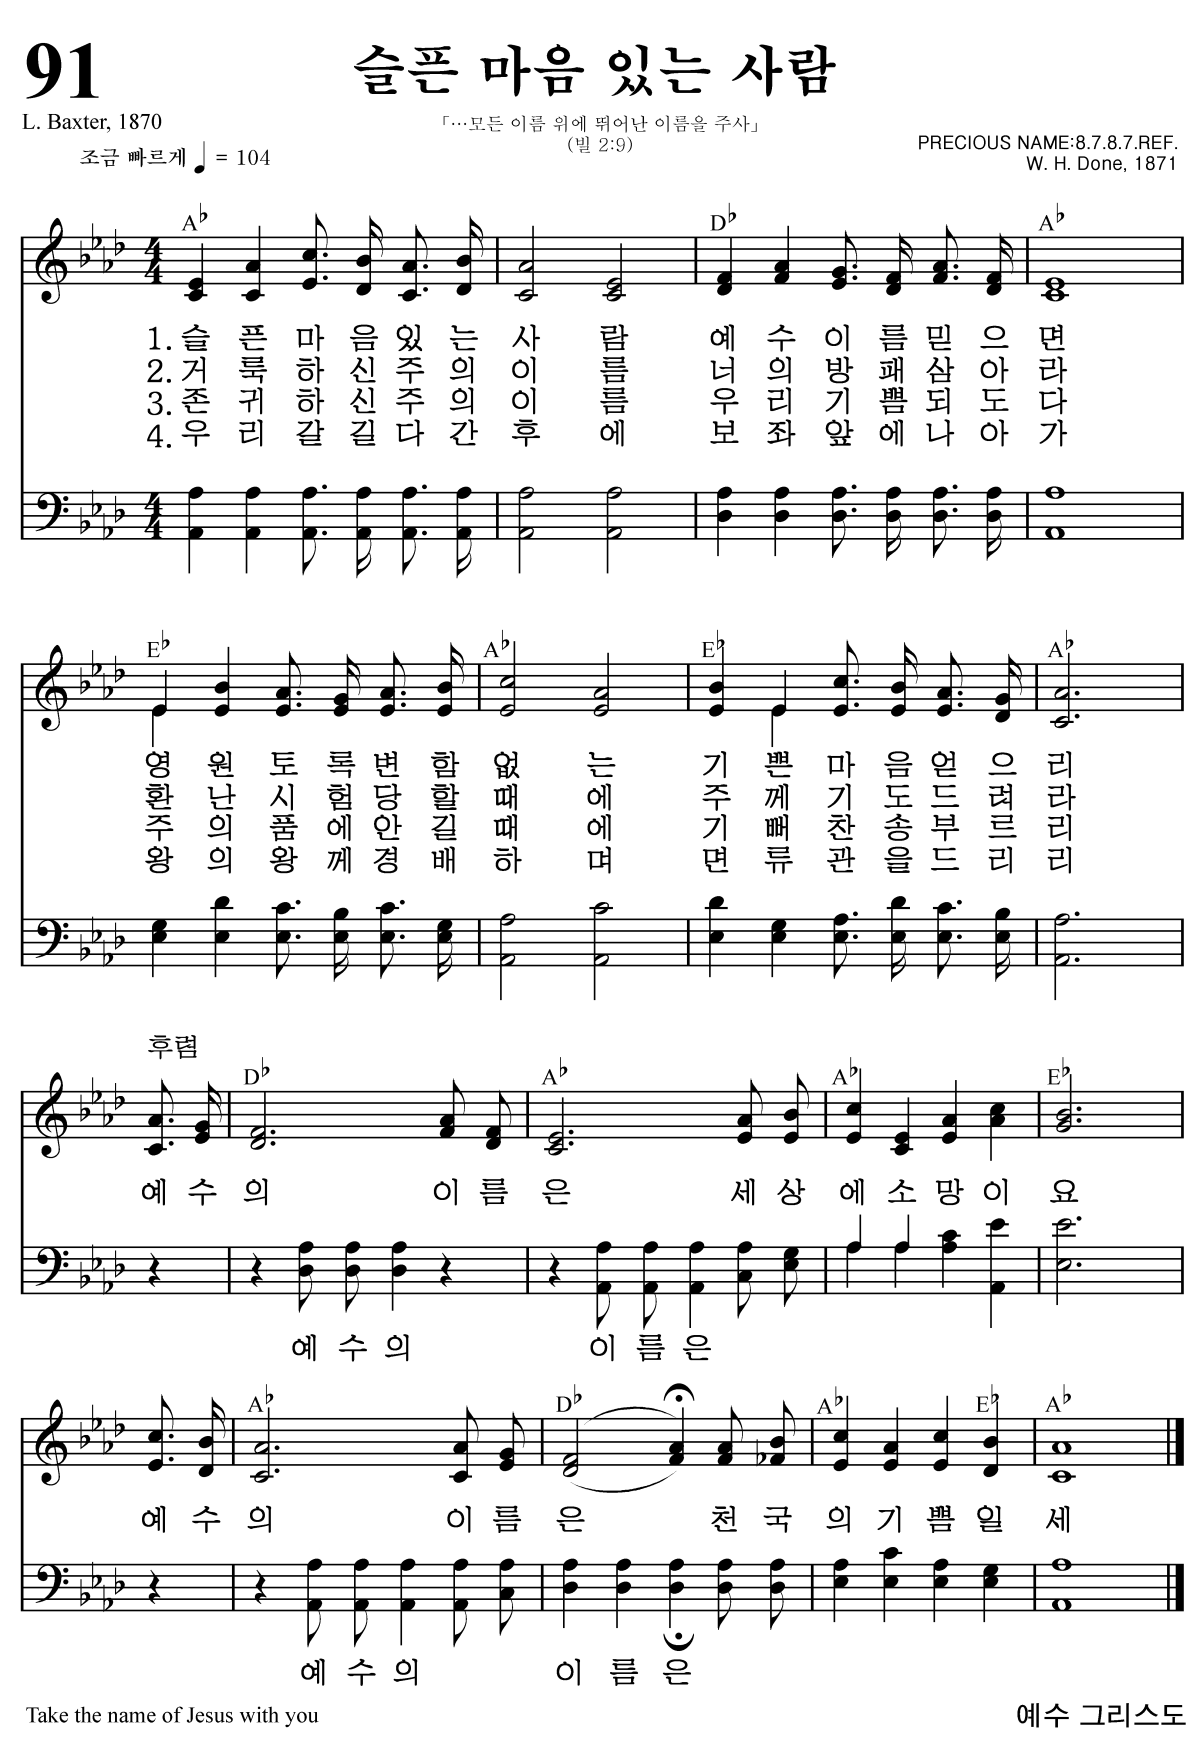 91
슬픈 마음 있는 사람
L. Baxter, 1870
「…모든 이름 위에 뛰어난 이름을 주사」
(빌 2:9)
조금 빠르게 ♩ = 104
PRECIOUS NAME:8.7.8.7.REF.
W. H. Done, 1871
A♭ D♭ A♭
1. 슬 픈 마 음 있 는 사 람 예 수 이 름 믿 으 면
2. 거 룩 하 신 주 의 이 름 너 의 방 패 삼 아 라
3. 존 귀 하 신 주 의 이 름 우 리 기 쁨 되 도 다
4. 우 리 갈 길 다 간 후 에 보 좌 앞 에 나 아 가
E♭ A♭ E♭ A♭
영 원 토 록 변 함 없 는 기 쁜 마 음 얻 으 리
환 난 시 험 당 할 때 에 주 께 기 도 드 려 라
주 의 품 에 안 길 때 에 기 뻐 찬 송 부 르 리
왕 의 왕 께 경 배 하 며 면 류 관 을 드 리 리
후렴
D♭ A♭ A♭ E♭
예 수 의 이 름 은 세 상 에 소 망 이 요
예 수 의 이 름 은
A♭ D♭ A♭ E♭ A♭
예 수 의 이 름 은 천 국 의 기 쁨 일 세
예 수 의 이 름 은
Take the name of Jesus with you
예수 그리스도